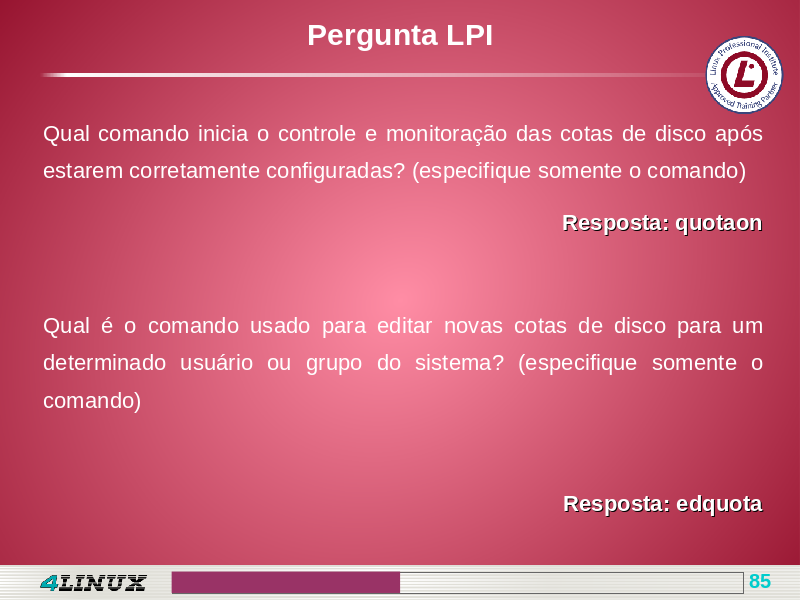 Pergunta LPI
Linux Professional Institute
Approved Training Partner
Qual comando inicia o controle e monitoração das cotas de disco após
estarem corretamente configuradas? (especifique somente o comando)
Resposta: quotaon
Qual é o comando usado para editar novas cotas de disco para um
determinado usuário ou grupo do sistema? (especifique somente o
comando)
Resposta: edquota
4LINUX
85